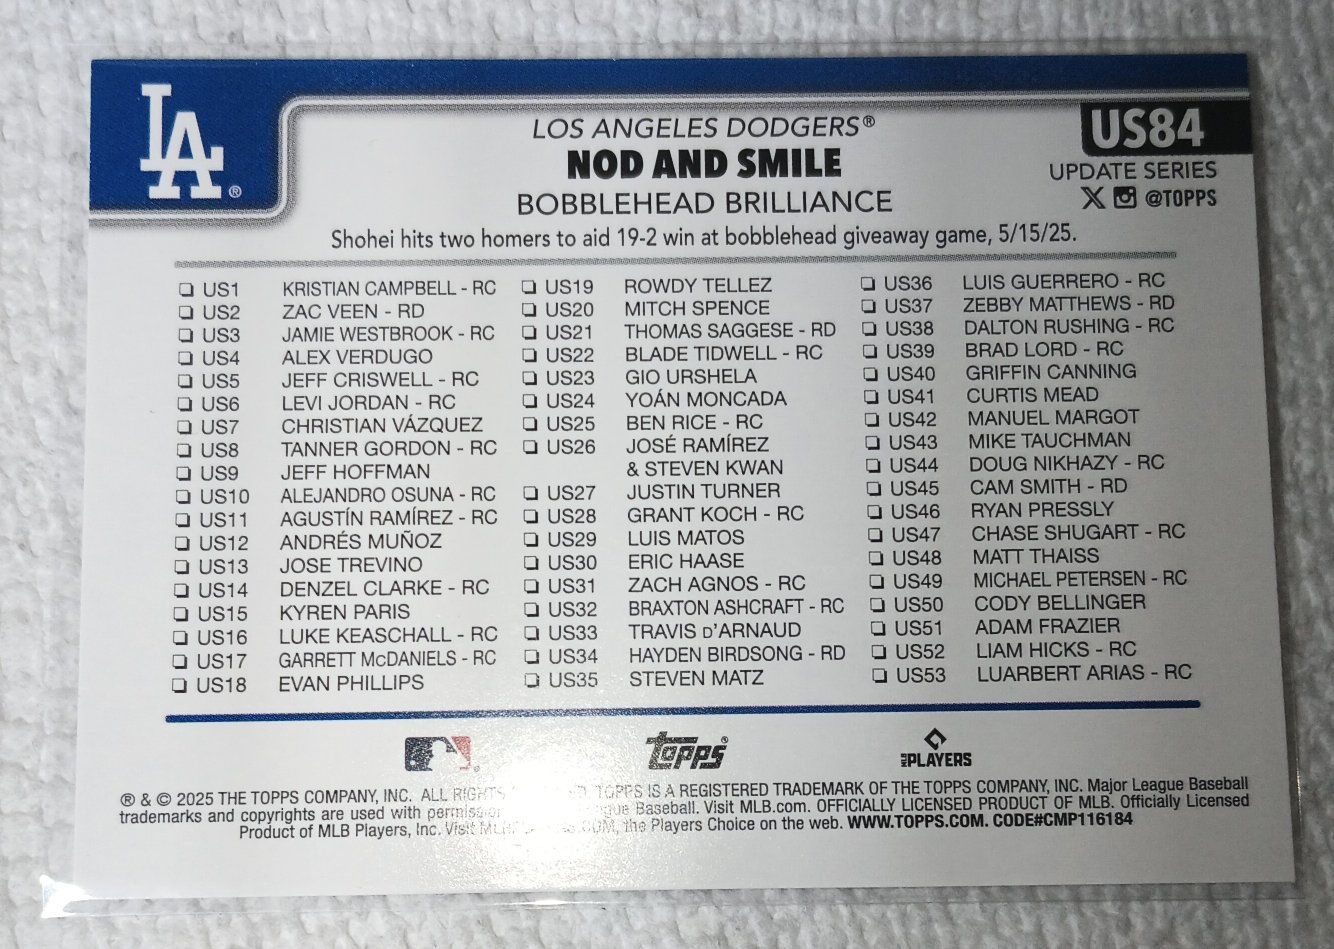 LA®
LOS ANGELES DODGERS®
NOD AND SMILE
BOBBLEHEAD BRILLIANCE
US84
UPDATE SERIES
X @TOPPS
Shohei hits two homers to aid 19-2 win at bobblehead giveaway game, 5/15/25.
❏ US1 KRISTIAN CAMPBELL - RC
❏ US2 ZAC VEEN - RD
❏ US3 JAMIE WESTBROOK - RC
❏ US4 ALEX VERDUGO
❏ US5 JEFF CRISWELL - RC
❏ US6 LEVI JORDAN - RC
❏ US7 CHRISTIAN VÁZQUEZ
❏ US8 TANNER GORDON - RC
❏ US9 JEFF HOFFMAN
❏ US10 ALEJANDRO OSUNA - RC
❏ US11 AGUSTÍN RAMÍREZ - RC
❏ US12 ANDRÉS MUÑOZ
❏ US13 JOSE TREVINO
❏ US14 DENZEL CLARKE - RC
❏ US15 KYREN PARIS
❏ US16 LUKE KEASCHALL - RC
❏ US17 GARRETT McDANIELS - RC
❏ US18 EVAN PHILLIPS
❏ US19 ROWDY TELLEZ
❏ US20 MITCH SPENCE
❏ US21 THOMAS SAGGESE - RD
❏ US22 BLADE TIDWELL - RC
❏ US23 GIO URSHELA
❏ US24 YOÁN MONCADA
❏ US25 BEN RICE - RC
❏ US26 JOSÉ RAMÍREZ
& STEVEN KWAN
❏ US27 JUSTIN TURNER
❏ US28 GRANT KOCH - RC
❏ US29 LUIS MATOS
❏ US30 ERIC HAASE
❏ US31 ZACH AGNOS - RC
❏ US32 BRAXTON ASHCRAFT - RC
❏ US33 TRAVIS D'ARNAUD
❏ US34 HAYDEN BIRDSONG - RD
❏ US35 STEVEN MATZ
❏ US36 LUIS GUERRERO - RC
❏ US37 ZEBBY MATTHEWS - RD
❏ US38 DALTON RUSHING - RC
❏ US39 BRAD LORD - RC
❏ US40 GRIFFIN CANNING
❏ US41 CURTIS MEAD
❏ US42 MANUEL MARGOT
❏ US43 MIKE TAUCHMAN
❏ US44 DOUG NIKHAZY - RC
❏ US45 CAM SMITH - RD
❏ US46 RYAN PRESSLY
❏ US47 CHASE SHUGART - RC
❏ US48 MATT THAISS
❏ US49 MICHAEL PETERSEN - RC
❏ US50 CODY BELLINGER
❏ US51 ADAM FRAZIER
❏ US52 LIAM HICKS - RC
❏ US53 LUARBERT ARIAS - RC
topps®
MLB PLAYERS
® & © 2025 THE TOPPS COMPANY, INC. ALL RIGHTS TOPPS IS A REGISTERED TRADEMARK OF THE TOPPS COMPANY, INC. Major League Baseball
trademarks and copyrights are used with permission Baseball. Visit MLB.com. OFFICIALLY LICENSED PRODUCT OF MLB. Officially Licensed
Product of MLB Players, Inc. Visit the Players Choice on the web. WWW.TOPPS.COM. CODE#CMP116184